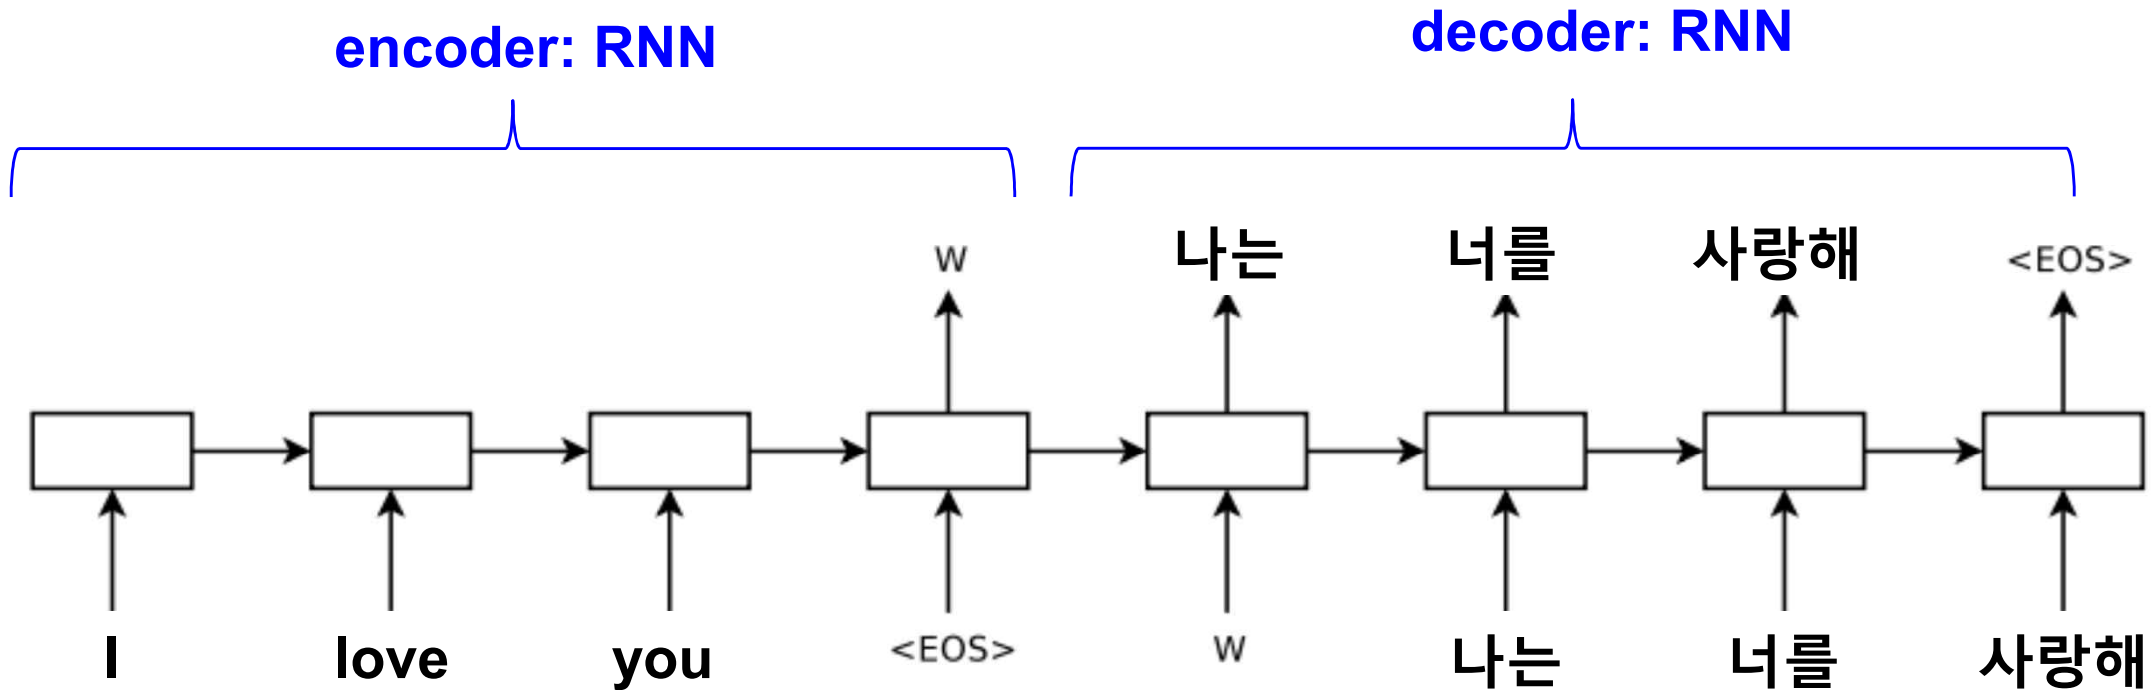 encoder: RNN
decoder: RNN
W 나는 너를 사랑해 <EOS>
I love you <EOS> W 나는 너를 사랑해